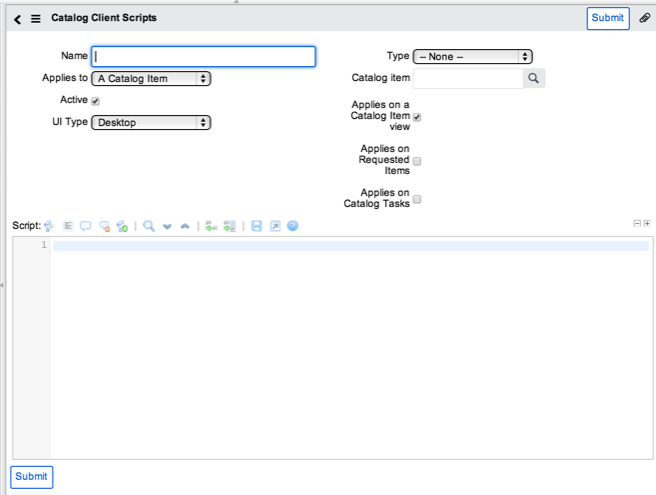 Catalog Client Scripts
Submit
Name
Type
-- None --
Applies to
A Catalog Item
Catalog item
Active
Applies on a
Catalog Item
view
UI Type
Desktop
Applies on
Requested
Items
Applies on
Catalog Tasks
Script:
1
Submit